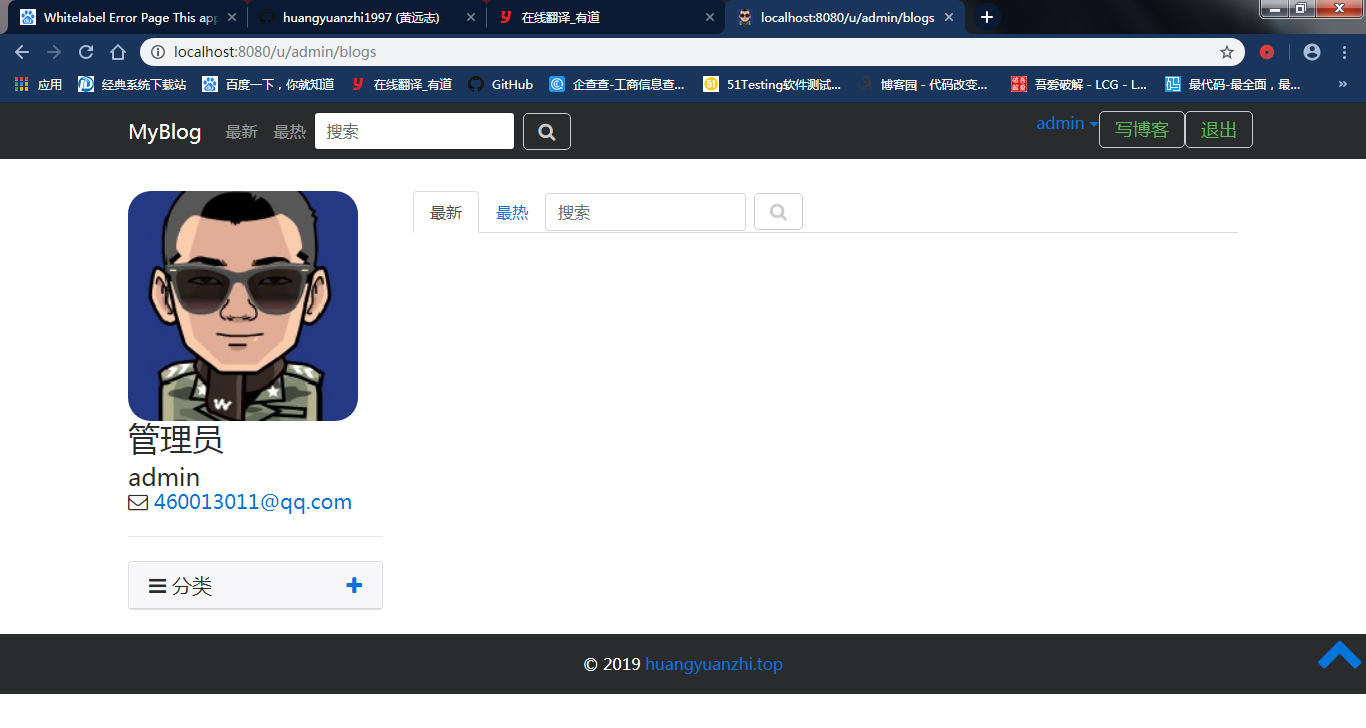 Whitelabel Error Page This app huangyuanzhi1997 (黄远志) 在线翻译_有道 localhost:8080/u/admin/blogs
localhost:8080/u/admin/blogs
应用 经典系统下载站 百度一下，你就知道 在线翻译_有道 GitHub 企查查-工商信息查... 51Testing软件测试... 博客园 - 代码改变... 吾爱破解 - LCG - L... 最代码-最全面，最... »
MyBlog 最新 最热 搜索 admin 写博客 退出
最新 最热 搜索
W
管理员
admin
460013011@qq.com
分类
© 2019 huangyuanzhi.top